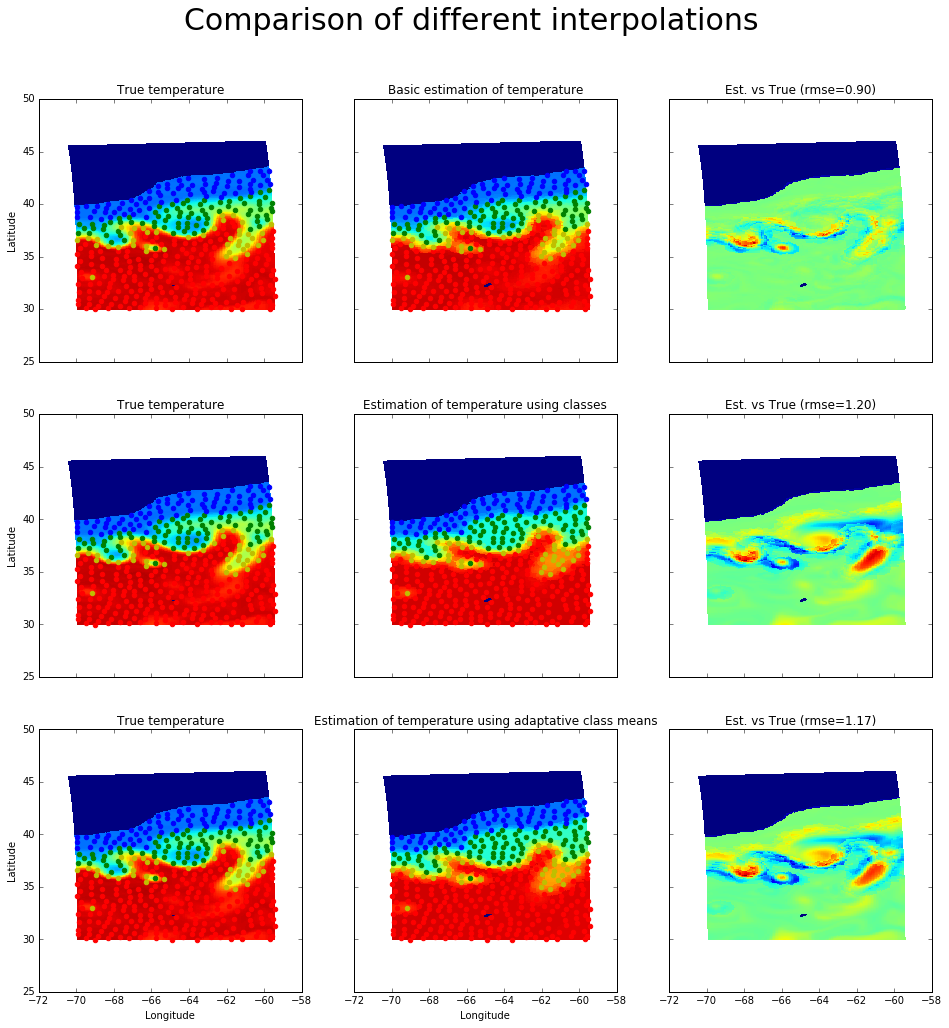 Comparison of different interpolations
True temperature
Basic estimation of temperature
Est. vs True (rmse=0.90)
50
45
40
35
30
25
Latitude
True temperature
Estimation of temperature using classes
Est. vs True (rmse=1.20)
50
45
40
35
30
25
Latitude
True temperature
Estimation of temperature using adaptative class means
Est. vs True (rmse=1.17)
50
45
40
35
30
25
Latitude
−72 −70 −68 −66 −64 −62 −60 −58
−72 −70 −68 −66 −64 −62 −60 −58
−72 −70 −68 −66 −64 −62 −60 −58
Longitude
Longitude